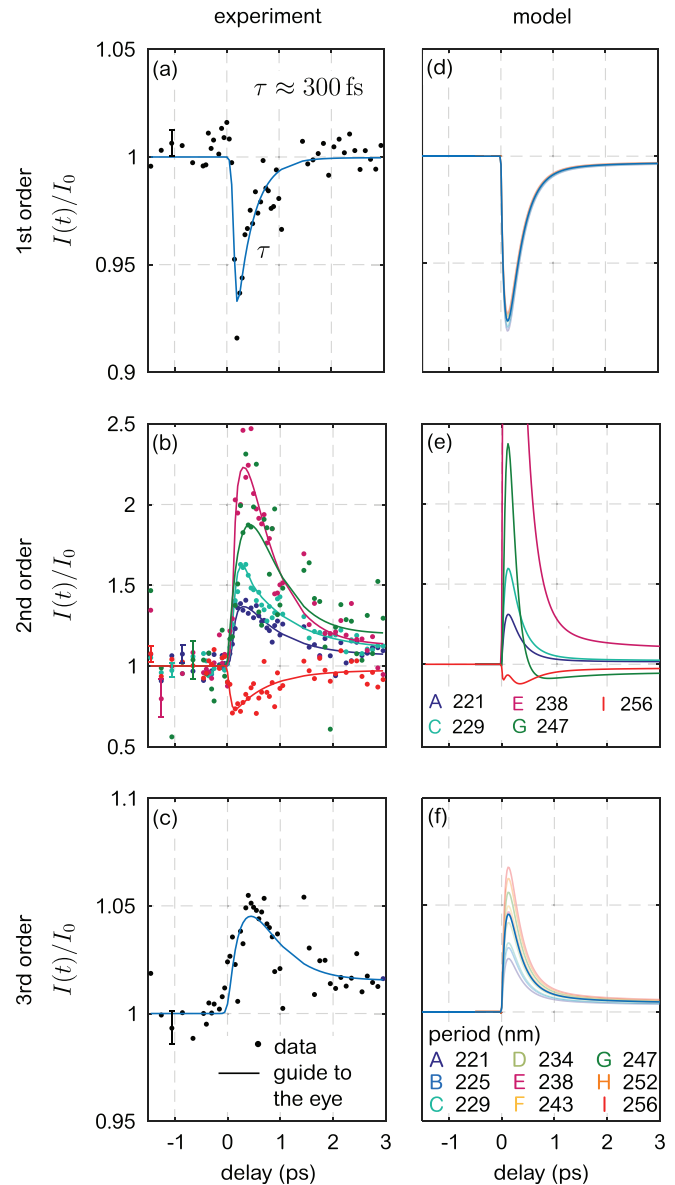 experiment
model
1st order
I(t)/I₀
1.05
1
0.95
0.9
(a)
τ ≈ 300 fs
τ
(d)
2nd order
I(t)/I₀
2.5
2
1.5
1
0.5
(b)
(e)
A 221 E 238 I 256
C 229 G 247
3rd order
I(t)/I₀
1.1
1.05
1
0.95
(c)
data
guide to
the eye
(f)
period (nm)
A 221 D 234 G 247
B 225 E 238 H 252
C 229 F 243 I 256
-1 0 1 2 3
-1 0 1 2 3
delay (ps)
delay (ps)